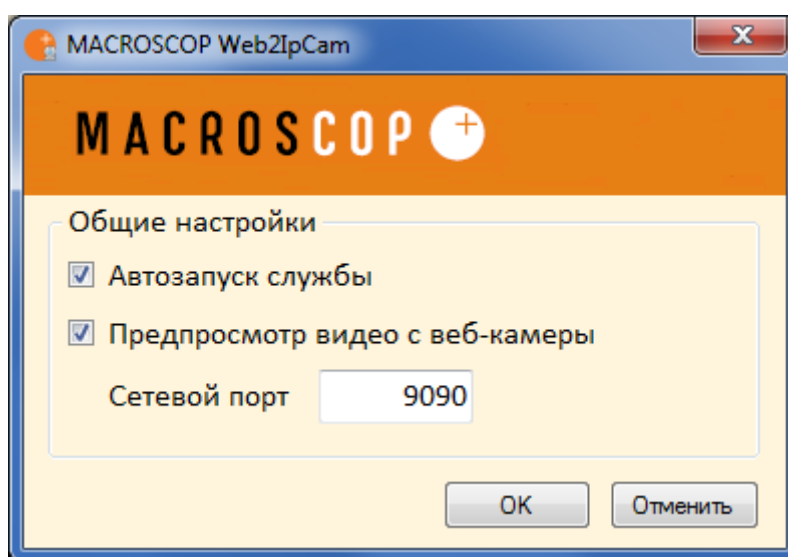 MACROSCOP Web2IpCam
MACROSCOP
Общие настройки
Автозапуск службы
Предпросмотр видео с веб-камеры
Сетевой порт 9090
OK Отменить